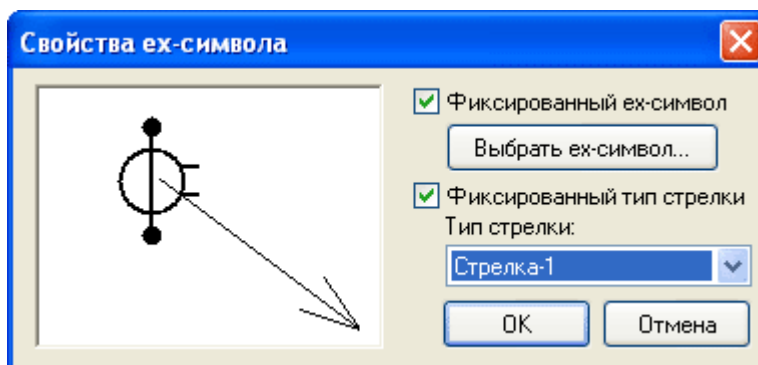 Свойства ex-символа
Фиксированный ex-символ
Выбрать ex-символ...
Фиксированный тип стрелки
Тип стрелки:
Стрелка-1
OK
Отмена